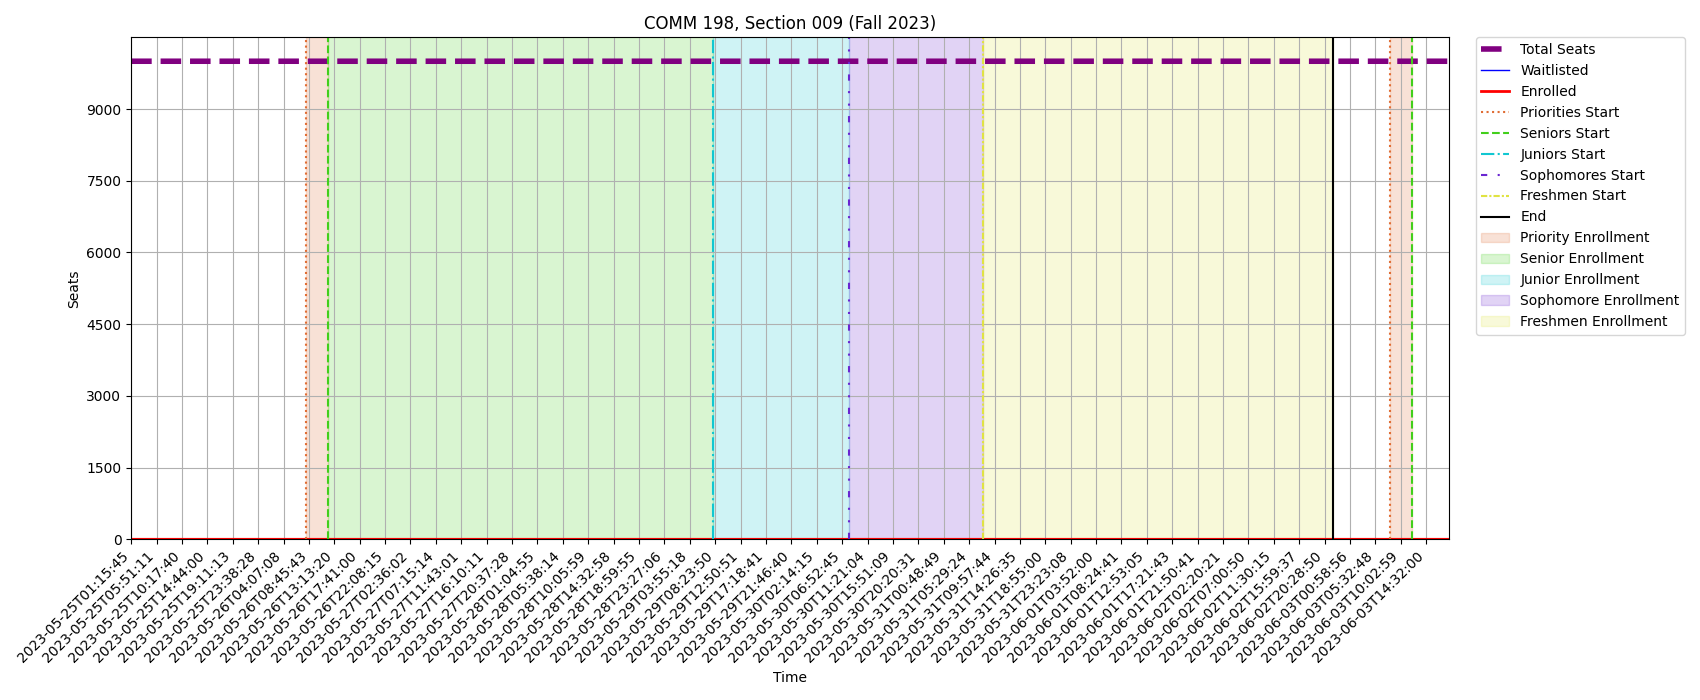 COMM 198, Section 009 (Fall 2023)
Seats
9000
7500
6000
4500
3000
1500
0
2023-05-25T01:15:45
2023-05-25T05:51:11
2023-05-25T10:17:40
2023-05-25T14:44:00
2023-05-25T19:11:13
2023-05-25T23:38:28
2023-05-26T04:07:08
2023-05-26T08:45:43
2023-05-26T13:13:20
2023-05-26T17:41:00
2023-05-26T22:08:15
2023-05-27T02:36:02
2023-05-27T07:15:14
2023-05-27T11:43:01
2023-05-27T16:10:11
2023-05-27T20:37:28
2023-05-28T01:04:55
2023-05-28T05:38:14
2023-05-28T10:05:59
2023-05-28T14:32:58
2023-05-28T18:59:55
2023-05-28T23:27:06
2023-05-29T03:55:18
2023-05-29T08:23:50
2023-05-29T12:50:51
2023-05-29T17:18:41
2023-05-29T21:46:40
2023-05-30T02:14:15
2023-05-30T06:52:45
2023-05-30T11:21:04
2023-05-30T15:51:09
2023-05-30T20:20:31
2023-05-31T00:48:49
2023-05-31T05:29:24
2023-05-31T09:57:44
2023-05-31T14:26:35
2023-05-31T18:55:00
2023-05-31T23:23:08
2023-06-01T03:52:00
2023-06-01T08:24:41
2023-06-01T12:53:05
2023-06-01T17:21:43
2023-06-01T21:50:41
2023-06-02T02:20:21
2023-06-02T07:00:50
2023-06-02T11:30:15
2023-06-02T15:59:37
2023-06-02T20:28:50
2023-06-03T00:58:56
2023-06-03T05:32:48
2023-06-03T10:02:59
2023-06-03T14:32:00
Time
Total Seats
Waitlisted
Enrolled
Priorities Start
Seniors Start
Juniors Start
Sophomores Start
Freshmen Start
End
Priority Enrollment
Senior Enrollment
Junior Enrollment
Sophomore Enrollment
Freshmen Enrollment